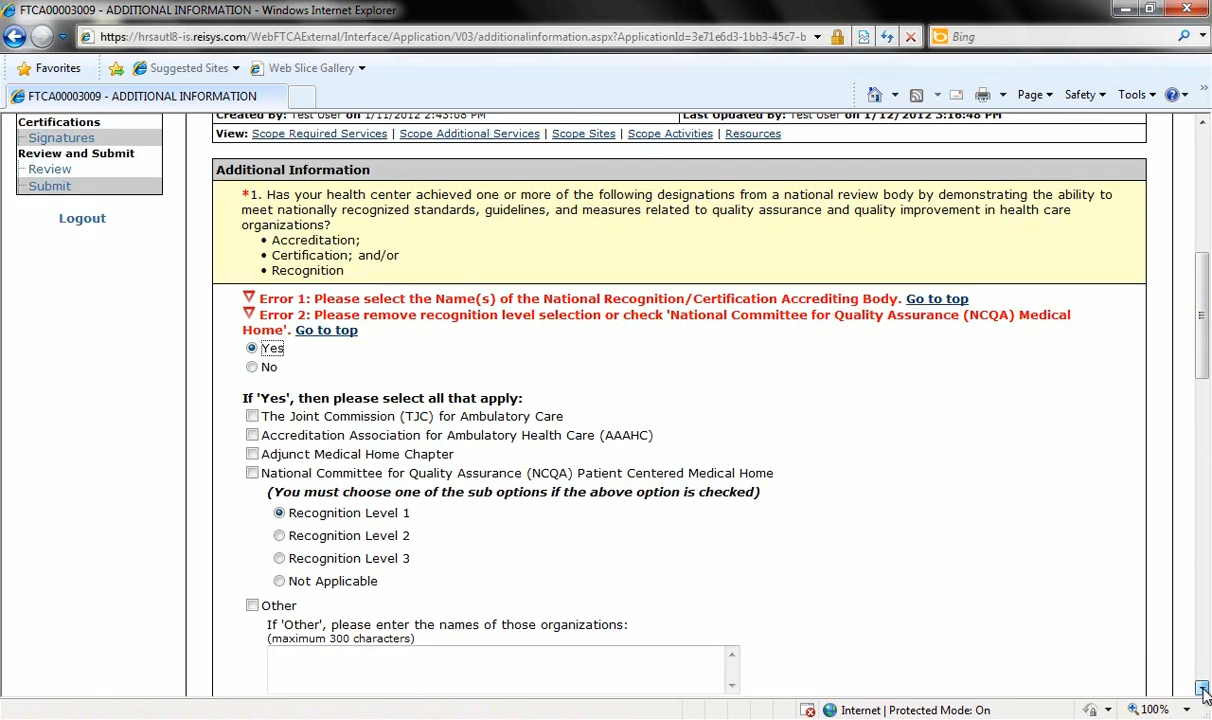 FTCA00003009 - ADDITIONAL INFORMATION - Windows Internet Explorer
https://hrsautl8-is.reisys.com/WebFTCAExternal/Interface/Application/V03/additionalinformation.aspx?ApplicationId=3e71e6d3-1bb3-45c7-b
Bing
Favorites
Suggested Sites
Web Slice Gallery
FTCA00003009 - ADDITIONAL INFORMATION
Page
Safety
Tools
Certifications
Signatures
Review and Submit
Review
Submit
Logout
Created By: Test User on 1/11/2012 2:43:08 PM
Last Updated by: Test User on 1/12/2012 3:16:48 PM
View: Scope Required Services | Scope Additional Services | Scope Sites | Scope Activities | Resources
Additional Information
*1. Has your health center achieved one or more of the following designations from a national review body by demonstrating the ability to
meet nationally recognized standards, guidelines, and measures related to quality assurance and quality improvement in health care
organizations?
• Accreditation;
• Certification; and/or
• Recognition
Error 1: Please select the Name(s) of the National Recognition/Certification Accrediting Body. Go to top
Error 2: Please remove recognition level selection or check 'National Committee for Quality Assurance (NCQA) Medical
Home'. Go to top
Yes
No
If 'Yes', then please select all that apply:
The Joint Commission (TJC) for Ambulatory Care
Accreditation Association for Ambulatory Health Care (AAAHC)
Adjunct Medical Home Chapter
National Committee for Quality Assurance (NCQA) Patient Centered Medical Home
(You must choose one of the sub options if the above option is checked)
Recognition Level 1
Recognition Level 2
Recognition Level 3
Not Applicable
Other
If 'Other', please enter the names of those organizations:
(maximum 300 characters)
Internet | Protected Mode: On
100%